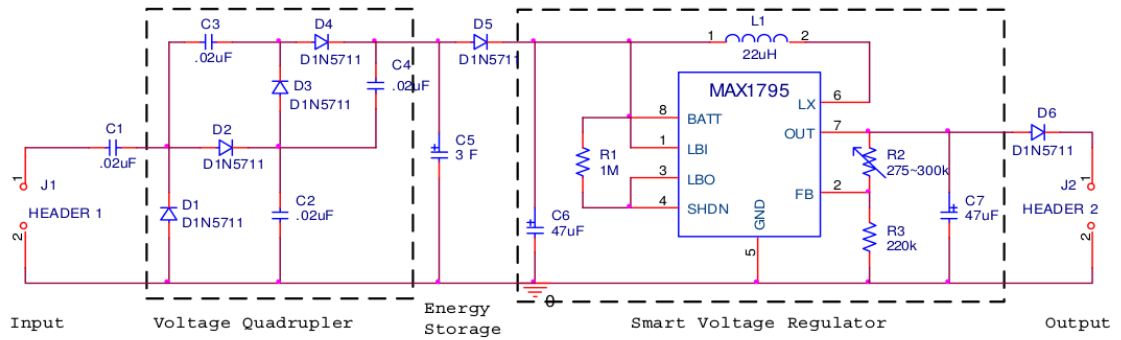 C3
.02uF
D4
D1N5711
D5
D1N5711
L1
1
2
22uH
D3
D1N5711
C4
.02uF
MAX1795
LX
6
C1
.02uF
D2
D1N5711
C5
3 F
R1
1M
8
BATT
1
LBI
3
LBO
4
SHDN
OUT
7
FB
2
GND
5
R2
275~300k
R3
220k
D6
D1N5711
J1
1
HEADER 1
2
D1
D1N5711
C2
.02uF
C6
47uF
C7
47uF
J2
1
HEADER 2
2
0
Input
Voltage Quadrupler
Energy
Storage
Smart Voltage Regulator
Output